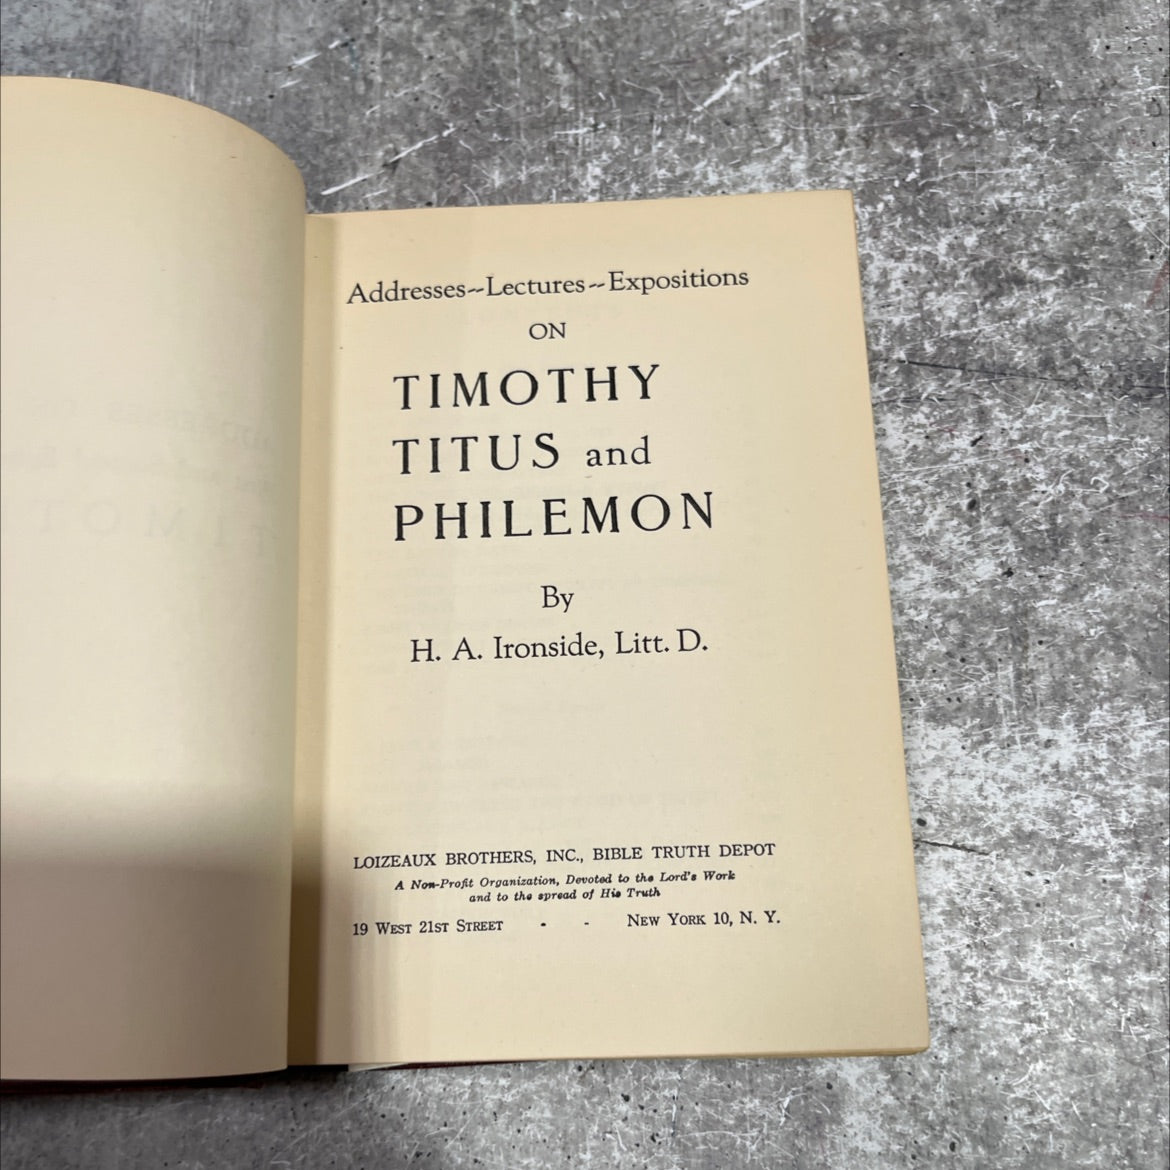 Addresses--Lectures--Expositions
ON
TIMOTHY
TITUS and
PHILEMON
By
H. A. Ironside, Litt. D.
LOIZEAUX BROTHERS, INC., BIBLE TRUTH DEPOT
A Non-Profit Organization, Devoted to the Lord's Work
and to the spread of His Truth
19 WEST 21ST STREET - - NEW YORK 10, N. Y.